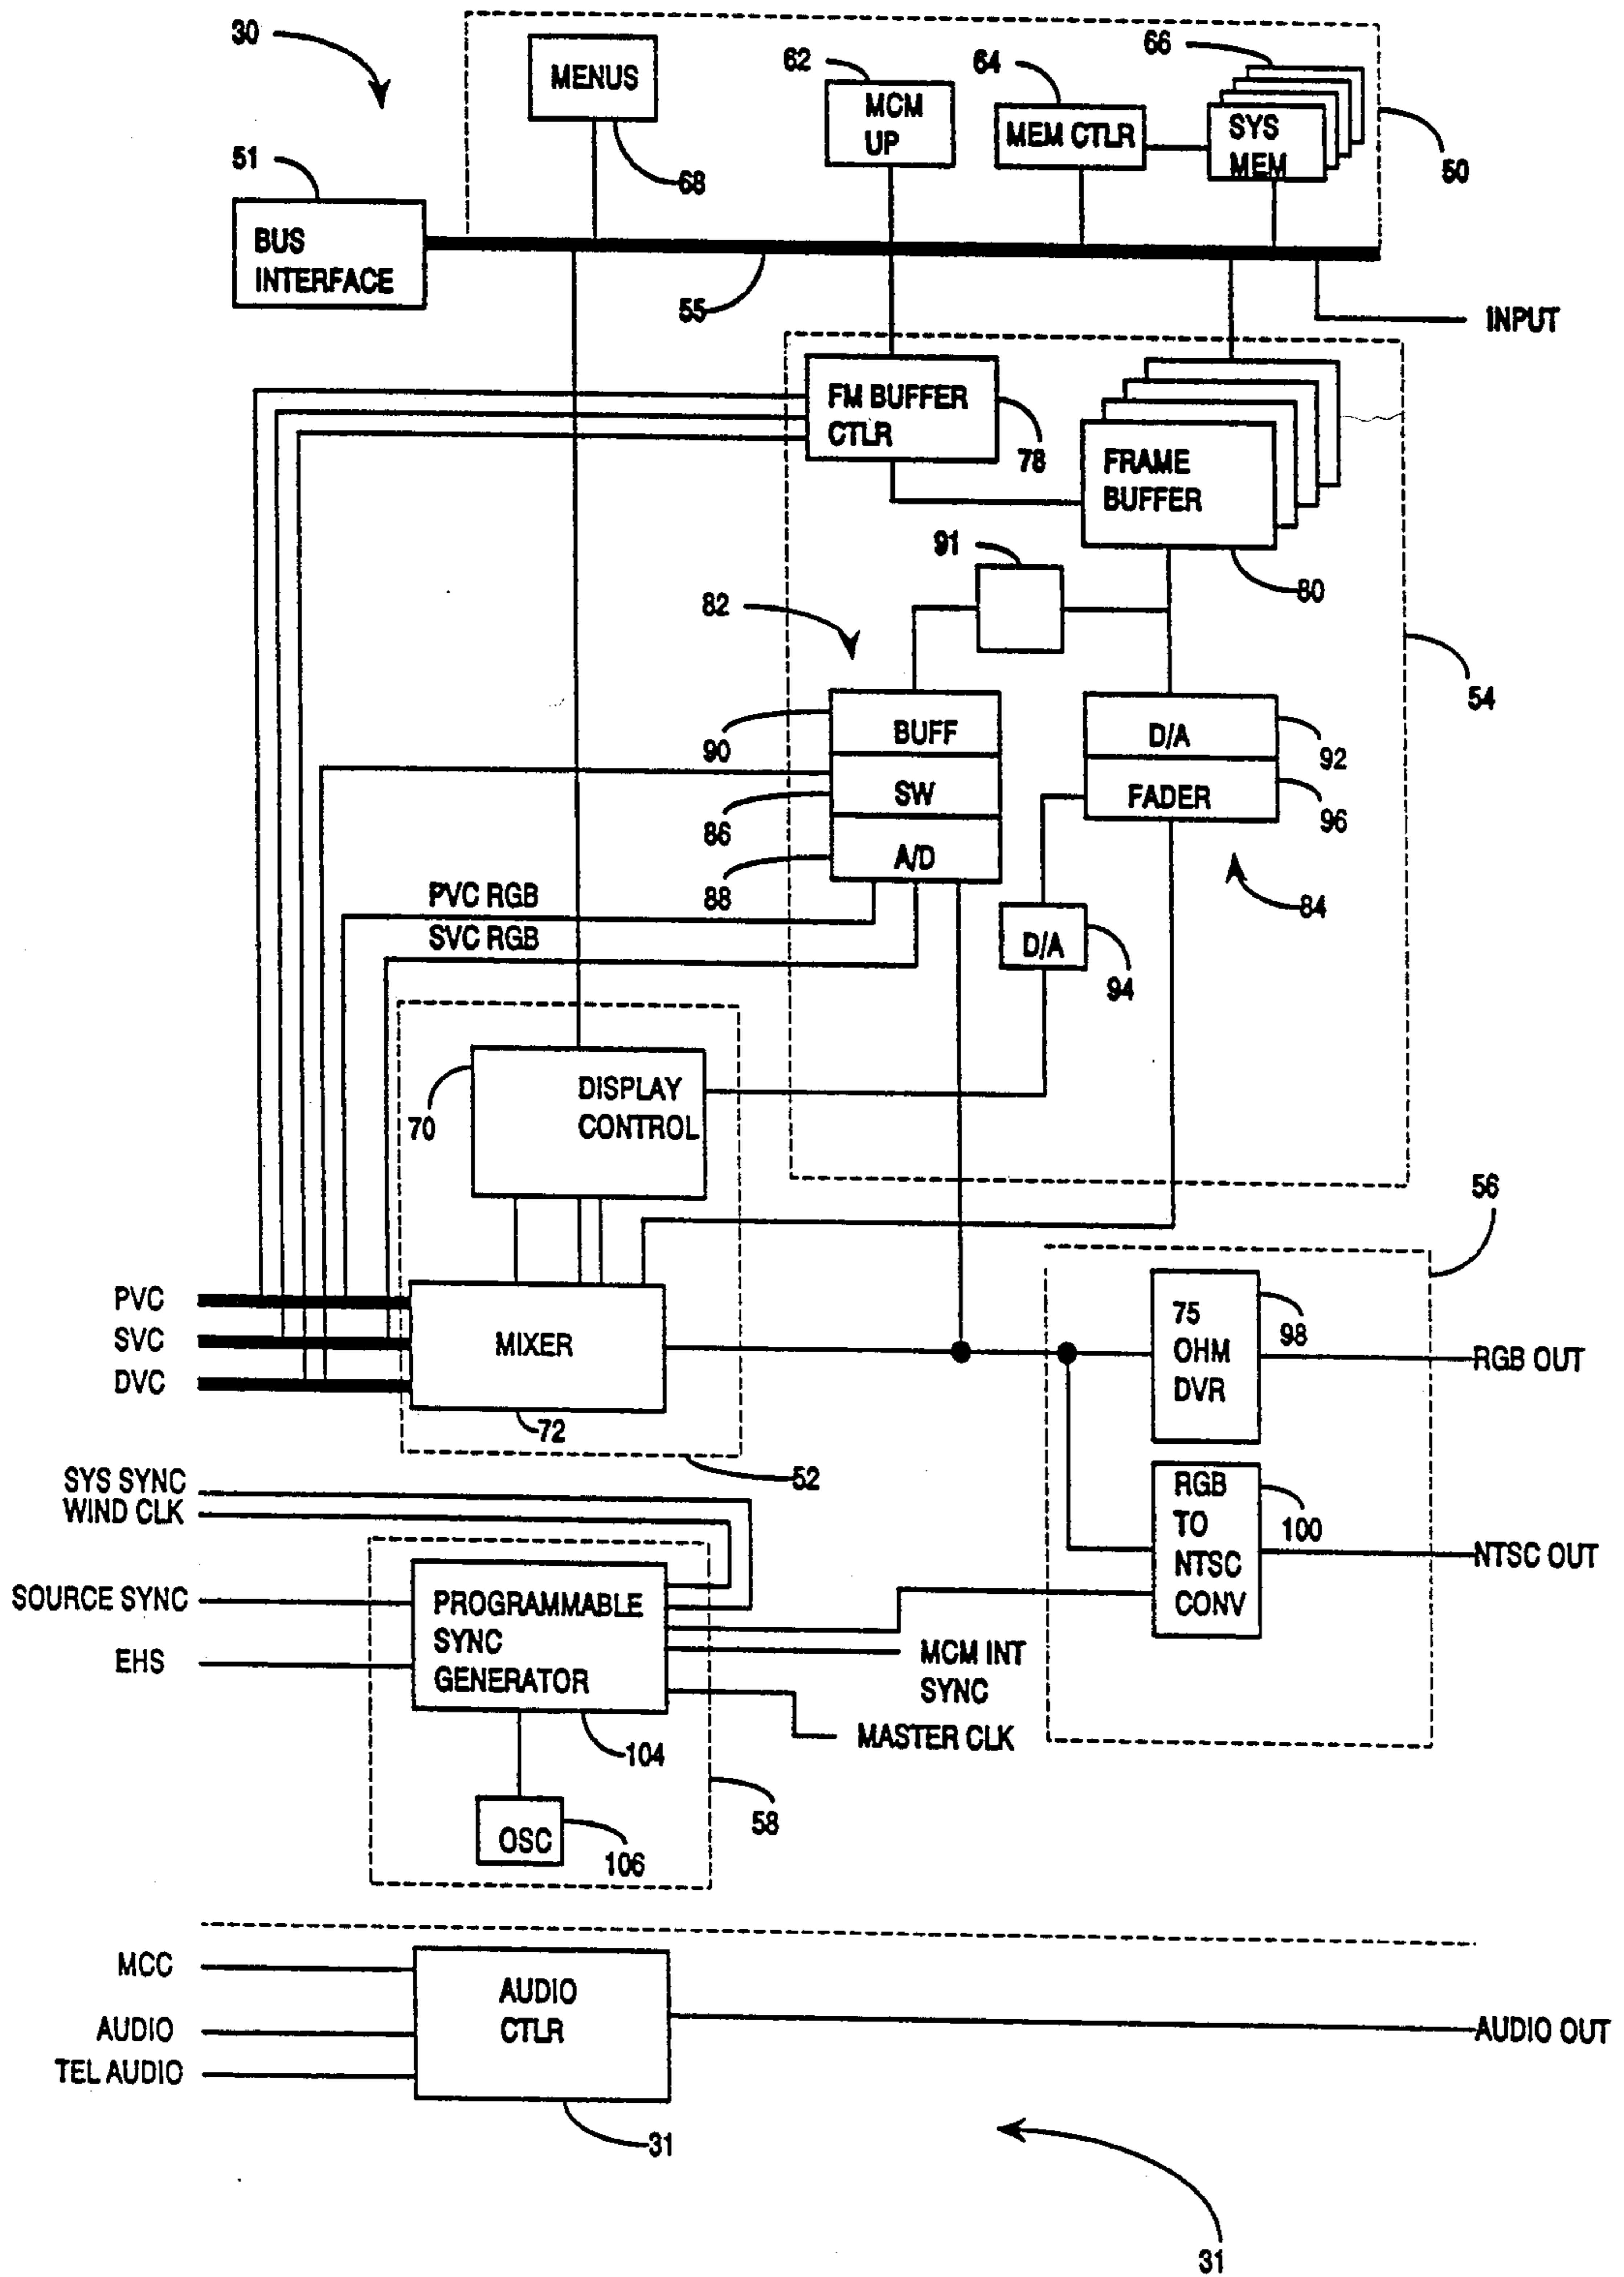 30
MENUS
68
62
MCM
UP
64
MEM CTLR
66
SYS
MEM
50
51
BUS
INTERFACE
55
INPUT
FM BUFFER
CTLR
78
FRAME
BUFFER
80
91
82
54
90
BUFF
86
SW
88
A/D
D/A
92
FADER
96
84
D/A
94
PVC RGB
SVC RGB
70
DISPLAY
CONTROL
56
PVC
SVC
DVC
MIXER
72
52
75
OHM
DVR
98
RGB OUT
RGB
TO
NTSC
CONV
100
NTSC OUT
SYS SYNC
WIND CLK
SOURCE SYNC
EHS
PROGRAMMABLE
SYNC
GENERATOR
104
MCM INT
SYNC
MASTER CLK
OSC
106
58
MCC
AUDIO
TEL AUDIO
AUDIO
CTLR
31
AUDIO OUT
31